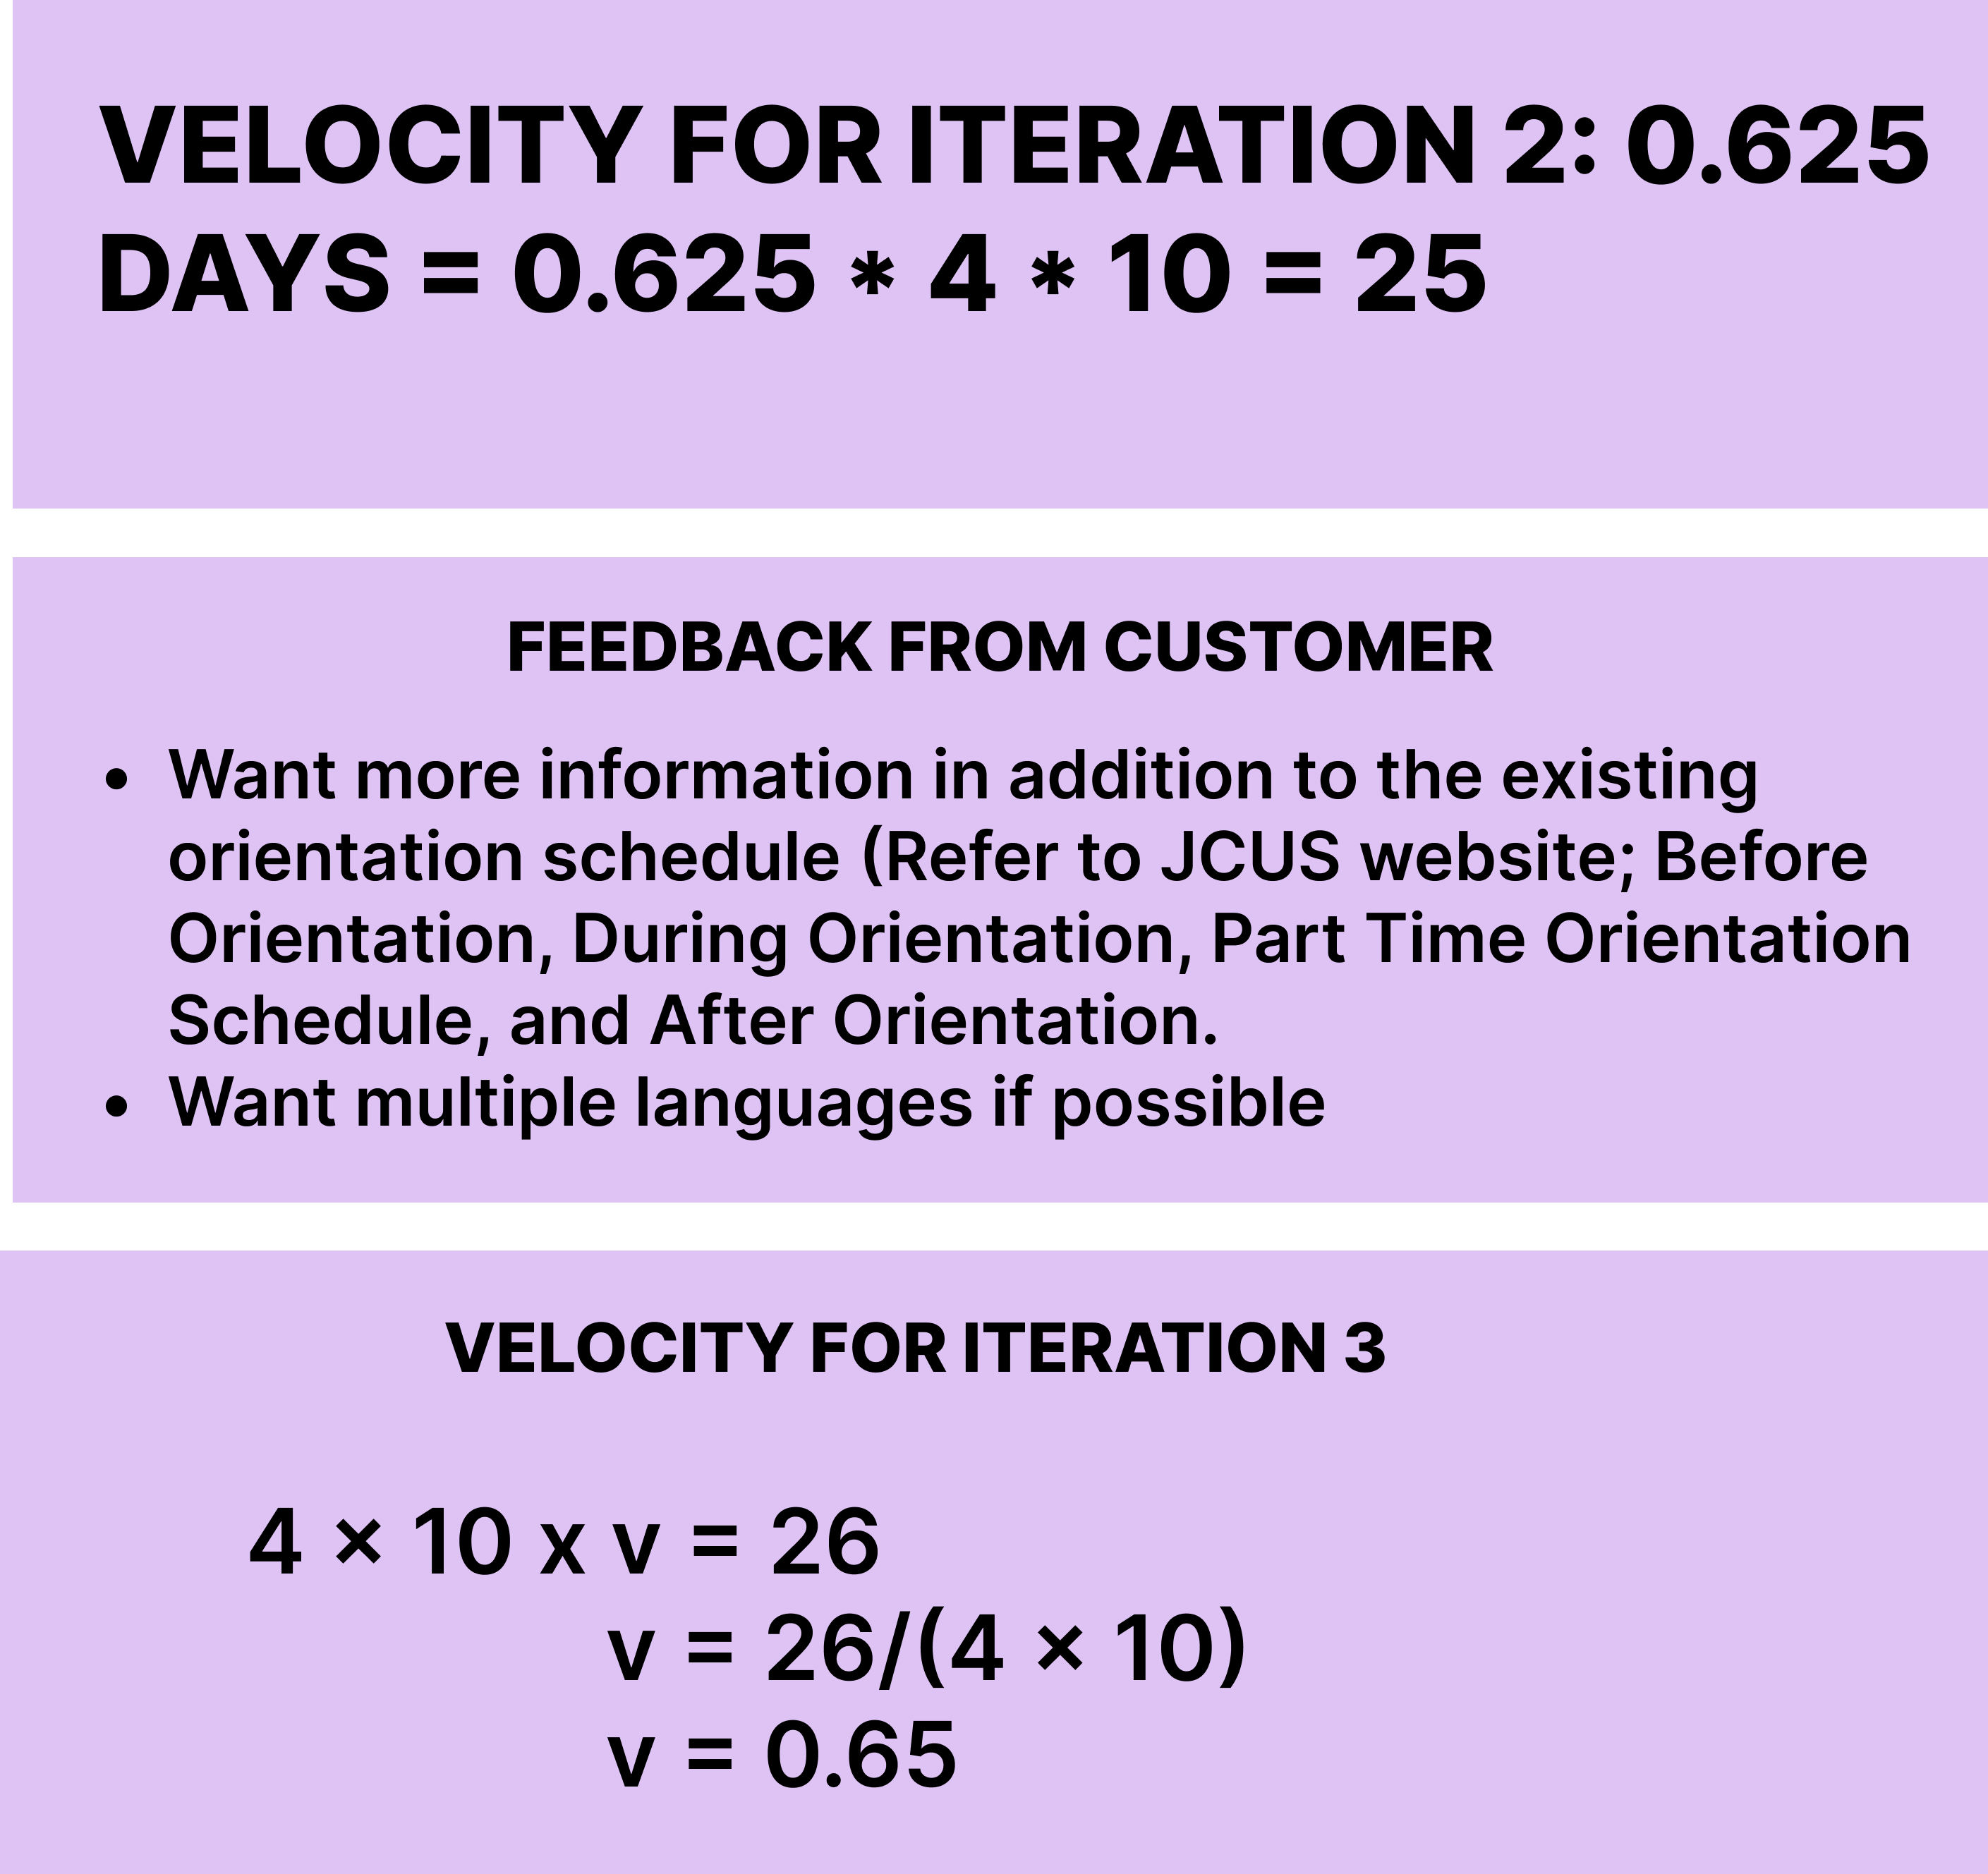 VELOCITY FOR ITERATION 2: 0.625
DAYS = 0.625 * 4 * 10 = 25
FEEDBACK FROM CUSTOMER
• Want more information in addition to the existing
orientation schedule (Refer to JCUS website; Before
Orientation, During Orientation, Part Time Orientation
Schedule, and After Orientation.
• Want multiple languages if possible
VELOCITY FOR ITERATION 3
4 × 10 x v = 26
v = 26/(4 × 10)
v = 0.65